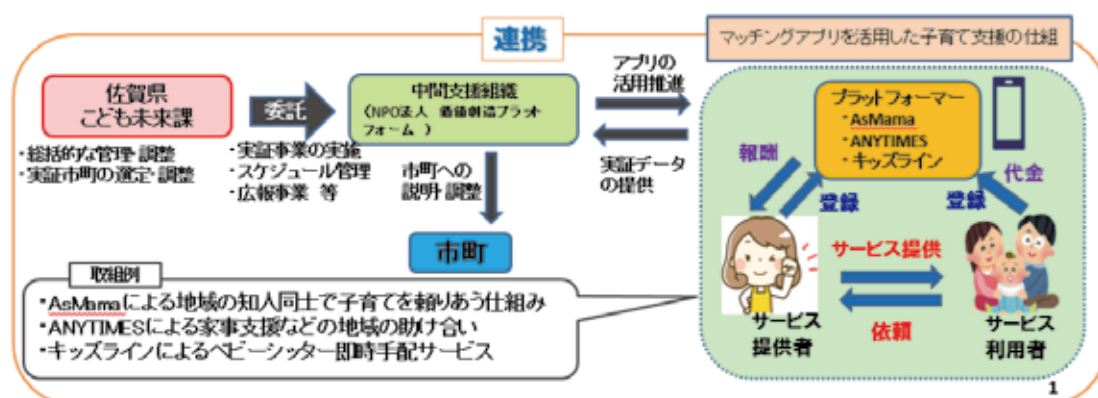 連携
マッチングアプリを活用した子育て支援の仕組
佐賀県
こども未来課
・総括的な管理・調整
・実証市町の選定・調整
委託
・実証事業の実施
・スケジュール管理
・広報事業 等
中間支援組織
(NPO法人 価値創造プラット
フォーム )
市町への
説明・調整
市町
アプリの
活用推進
実証データ
の提供
プラットフォーマー
・AsMama
・ANYTIMES
・キッズライン
報酬
登録
登録
代金
サービス提供
依頼
サービス
提供者
サービス
利用者
取組例
・AsMamaによる地域の知人同士で子育てを頼りあう仕組み
・ANYTIMESによる家事支援などの地域の助け合い
・キッズラインによるベビーシッター即時手配サービス
1